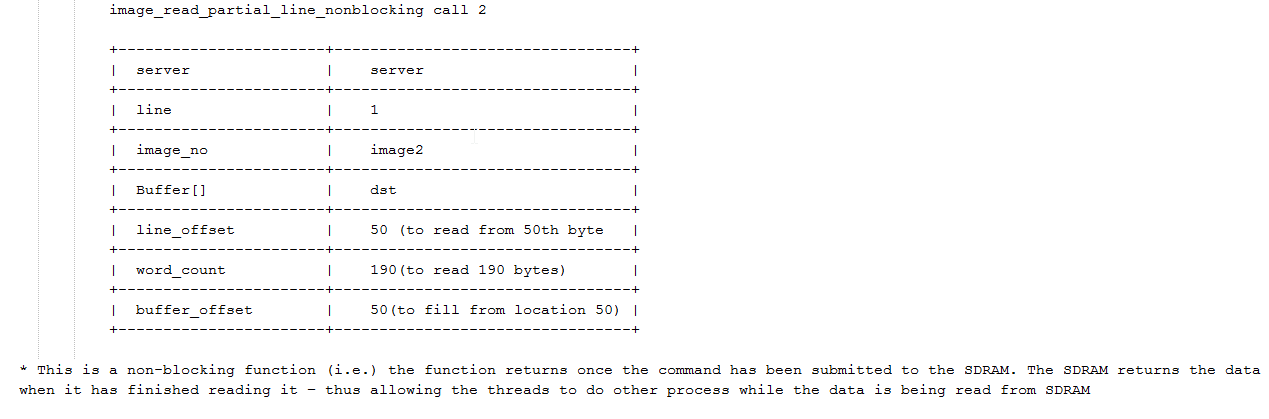 image_read_partial_line_nonblocking call 2
+-----------------------+---------------------------------+
|  server               |    server                       |
+-----------------------+---------------------------------+
|  line                 |    1                            |
+-----------------------+---------------------------------+
|  image_no             |    image2                       |
+-----------------------+---------------------------------+
|  Buffer[]             |    dst                          |
+-----------------------+---------------------------------+
|  line_offset          |    50 (to read from 50th byte   |
+-----------------------+---------------------------------+
|  word_count           |    190(to read 190 bytes)       |
+-----------------------+---------------------------------+
|  buffer_offset        |    50(to fill from location 50) |
+-----------------------+---------------------------------+
* This is a non-blocking function (i.e.) the function returns once the command has been submitted to the SDRAM. The SDRAM returns the data
when it has finished reading it – thus allowing the threads to do other process while the data is being read from SDRAM